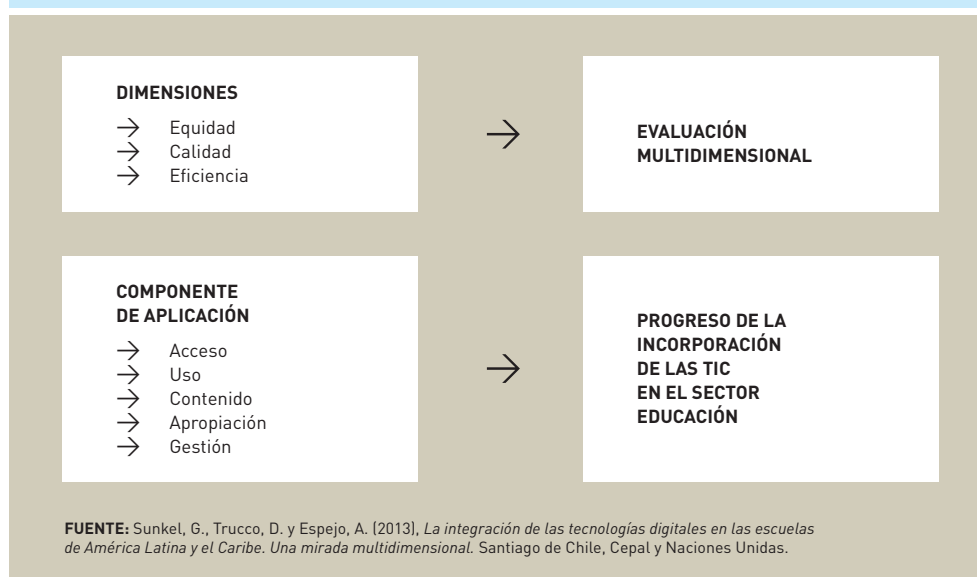 DIMENSIONES
→ Equidad
→ Calidad
→ Eficiencia
→
EVALUACIÓN
MULTIDIMENSIONAL
COMPONENTE
DE APLICACIÓN
→ Acceso
→ Uso
→ Contenido
→ Apropiación
→ Gestión
→
PROGRESO DE LA
INCORPORACIÓN
DE LAS TIC
EN EL SECTOR
EDUCACIÓN
FUENTE: Sunkel, G., Trucco, D. y Espejo, A. (2013), La integración de las tecnologías digitales en las escuelas
de América Latina y el Caribe. Una mirada multidimensional. Santiago de Chile, Cepal y Naciones Unidas.